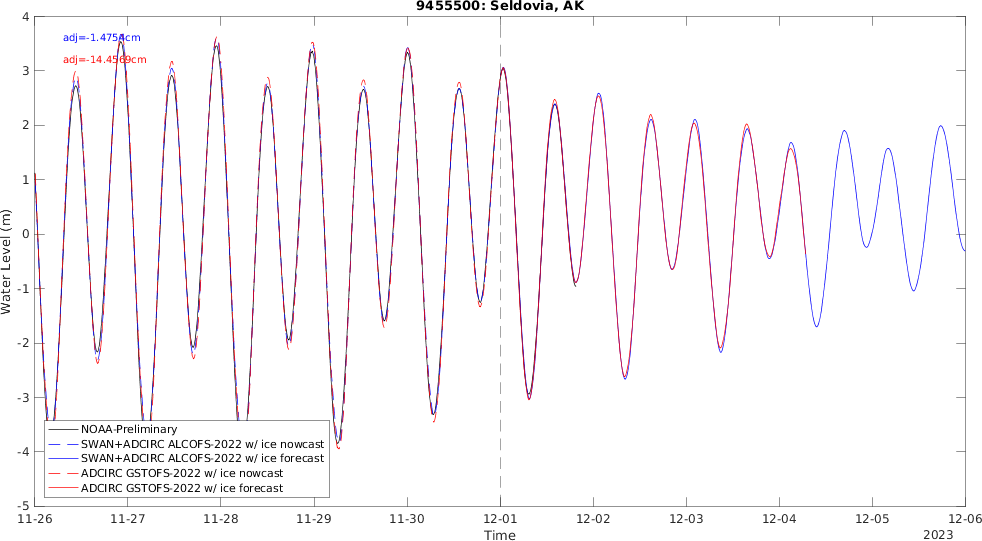 9455500: Seldovia, AK
adj=-1.4754cm
adj=-14.4569cm
Water Level (m)
4
3
2
1
0
-1
-2
-3
-4
-5
NOAA-Preliminary
SWAN+ADCIRC ALCOFS-2022 w/ ice nowcast
SWAN+ADCIRC ALCOFS-2022 w/ ice forecast
ADCIRC GSTOFS-2022 w/ ice nowcast
ADCIRC GSTOFS-2022 w/ ice forecast
11-26 11-27 11-28 11-29 11-30 12-01 12-02 12-03 12-04 12-05 12-06
Time
2023